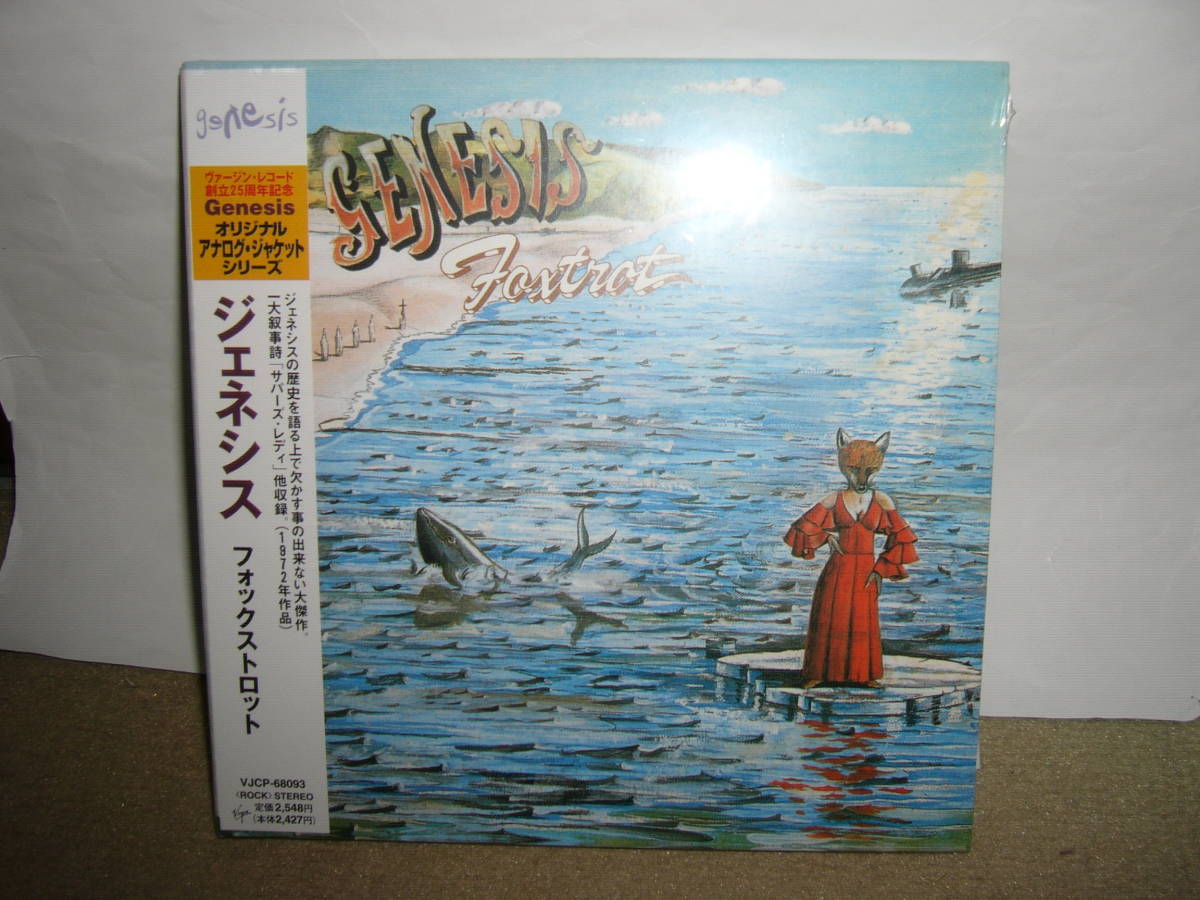 genesis
ヴァージン・レコード
創立25周年記念
Genesis
オリジナル
アナログ・ジャケット
シリーズ
ジェネシスの歴史を語る上で欠かす事の出来ない大傑作。
一大叙事詩「サパーズ・レディ」他収録。(1972年作品)
ジェネシス フォックストロット
VJCP-68093
〈ROCK〉STEREO
定価2,548円
(本体2,427円)
Virgin
GENESIS
Foxtrot